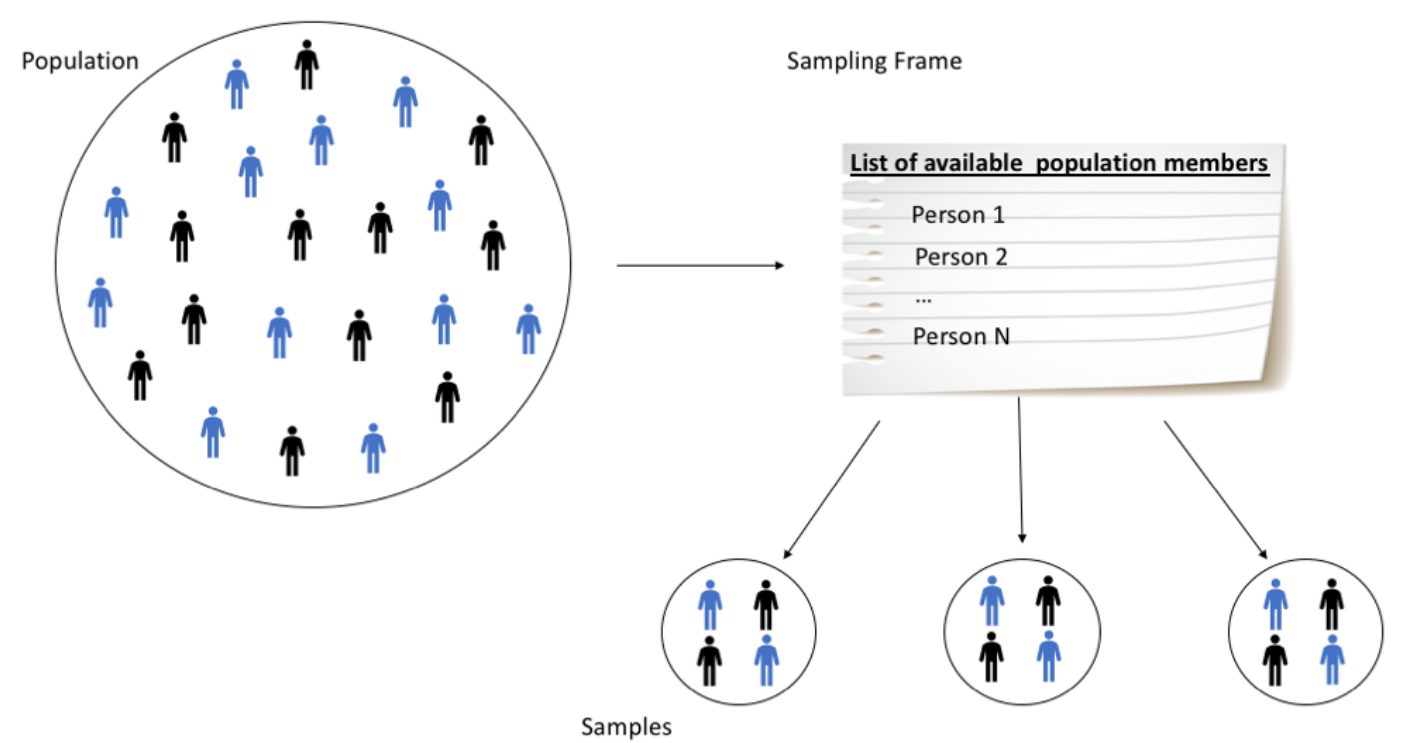 Population
Sampling Frame
List of available  population members
Person 1
Person 2
...
Person N
Samples